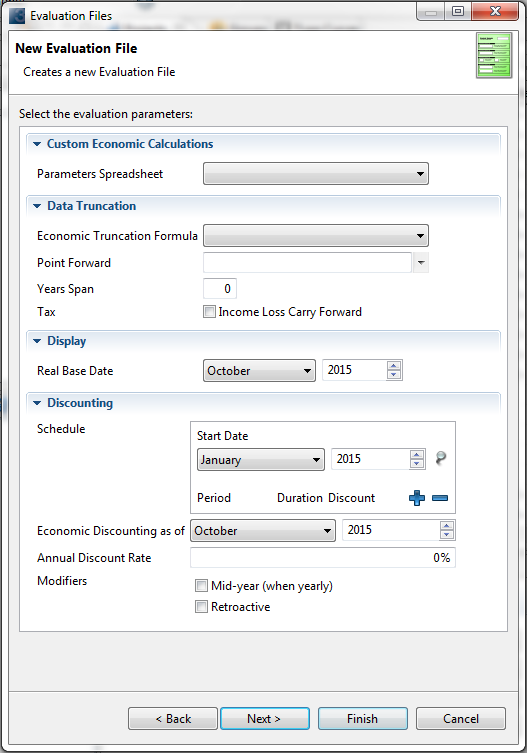 Evaluation Files
New Evaluation File
Creates a new Evaluation File
Select the evaluation parameters:
Custom Economic Calculations
Parameters Spreadsheet
Data Truncation
Economic Truncation Formula
Point Forward
Years Span 0
Tax Income Loss Carry Forward
Display
Real Base Date October 2015
Discounting
Schedule
Start Date
January 2015
Period Duration Discount
Economic Discounting as of October 2015
Annual Discount Rate 0%
Modifiers
Mid-year (when yearly)
Retroactive
< Back Next > Finish Cancel